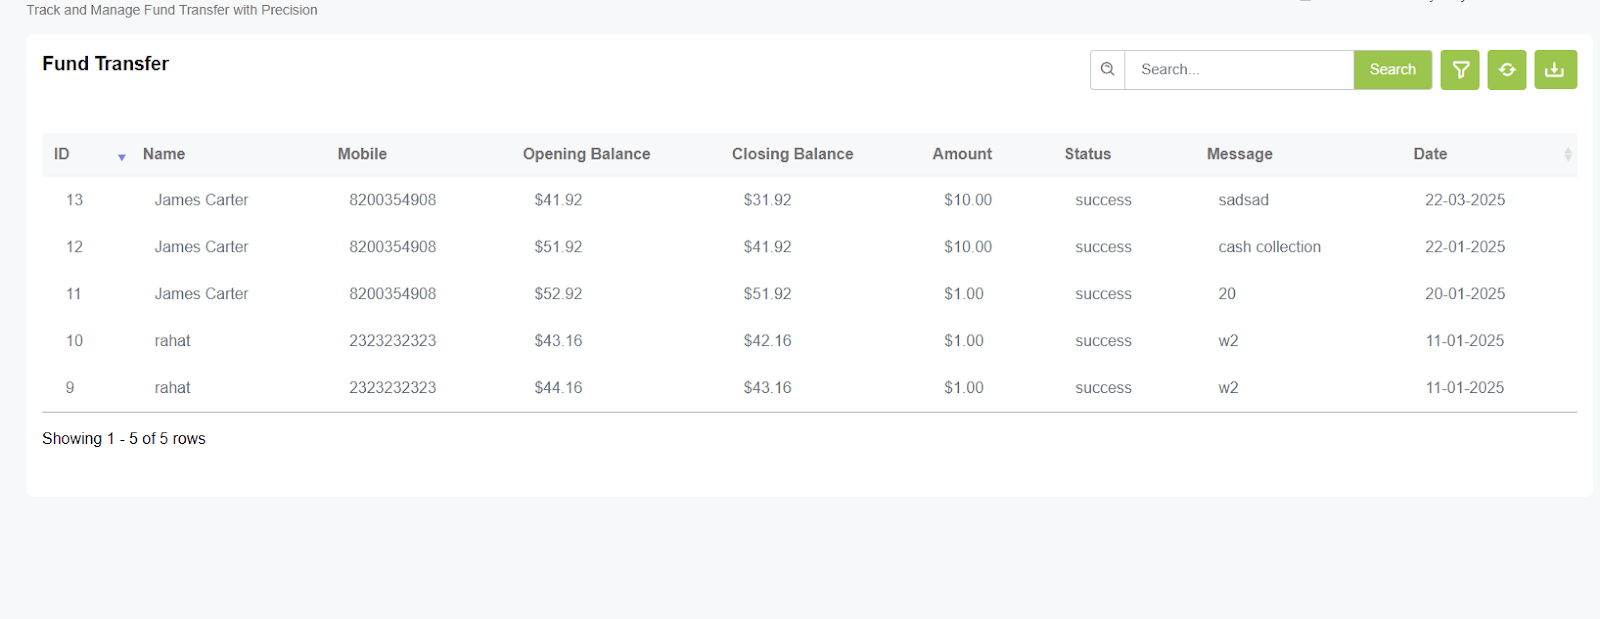 Track and Manage Fund Transfer with Precision
Fund Transfer
Search... Search
ID Name Mobile Opening Balance Closing Balance Amount Status Message Date
13 James Carter 8200354908 $41.92 $31.92 $10.00 success sadsad 22-03-2025
12 James Carter 8200354908 $51.92 $41.92 $10.00 success cash collection 22-01-2025
11 James Carter 8200354908 $52.92 $51.92 $1.00 success 20 20-01-2025
10 rahat 2323232323 $43.16 $42.16 $1.00 success w2 11-01-2025
9 rahat 2323232323 $44.16 $43.16 $1.00 success w2 11-01-2025
Showing 1 - 5 of 5 rows